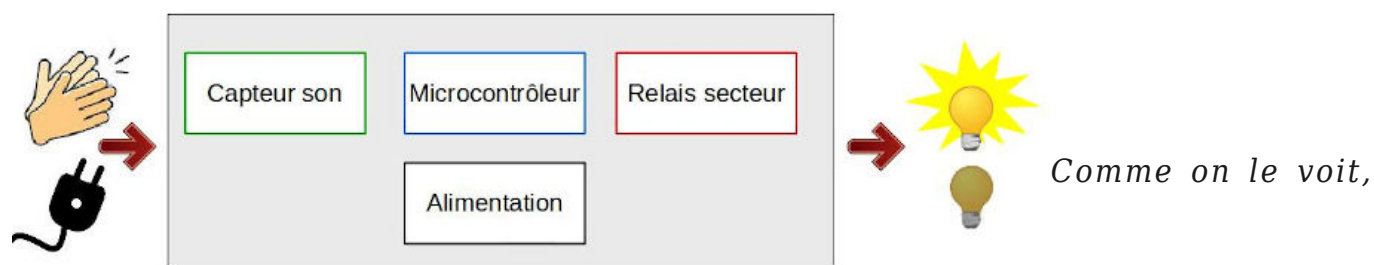 Capteur son
Microcontrôleur
Relais secteur
Alimentation
Comme on le voit,